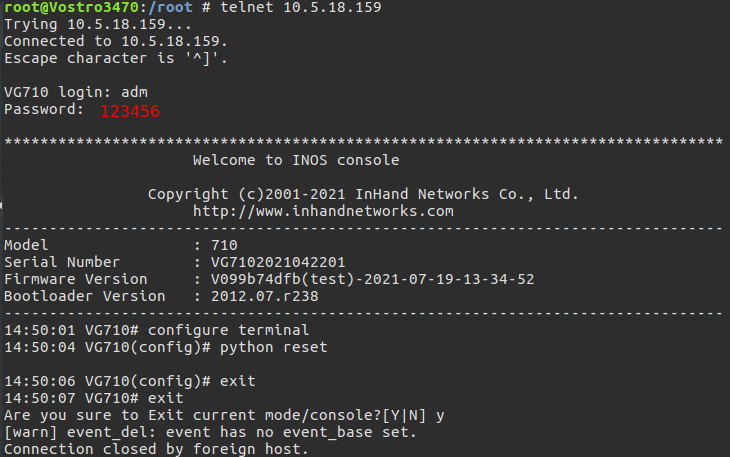 root@Vostro3470:/root # telnet 10.5.18.159
Trying 10.5.18.159...
Connected to 10.5.18.159.
Escape character is '^]'.
VG710 login: adm
Password: 123456
********************************************************************************
Welcome to INOS console
Copyright (c)2001-2021 InHand Networks Co., Ltd.
http://www.inhandnetworks.com
--------------------------------------------------------------------------------
Model : 710
Serial Number : VG7102021042201
Firmware Version : V099b74dfb(test)-2021-07-19-13-34-52
Bootloader Version : 2012.07.r238
--------------------------------------------------------------------------------
14:50:01 VG710# configure terminal
14:50:04 VG710(config)# python reset
14:50:06 VG710(config)# exit
14:50:07 VG710# exit
Are you sure to Exit current mode/console?[Y|N] y
[warn] event_del: event has no event_base set.
Connection closed by foreign host.